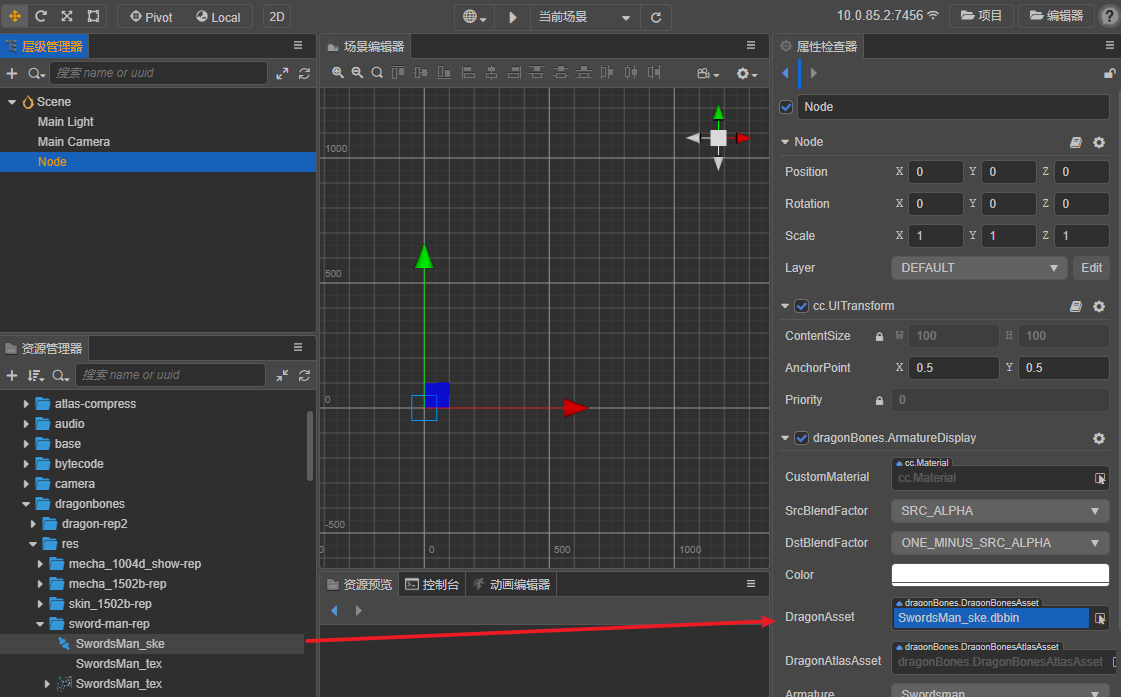 Pivot Local 2D 当前场景 10.0.85.2:7456 项目 编辑器 ?
层级管理器
搜索 name or uuid
Scene
Main Light
Main Camera
Node
资源管理器
搜索 name or uuid
atlas-compress
audio
base
bytecode
camera
dragonbones
dragon-rep2
res
mecha_1004d_show-rep
mecha_1502b-rep
skin_1502b-rep
sword-man-rep
SwordsMan_ske
SwordsMan_tex
SwordsMan_tex
场景编辑器
1000
500
0
-500
0 0 500 1000
资源预览 控制台 动画编辑器
属性检查器
Node
Node
Position X 0 Y 0 Z 0
Rotation X 0 Y 0 Z 0
Scale X 1 Y 1 Z 1
Layer DEFAULT Edit
cc.UITransform
ContentSize W 100 H 100
AnchorPoint X 0.5 Y 0.5
Priority 0
dragonBones.ArmatureDisplay
cc.Material
CustomMaterial cc.Material
SrcBlendFactor SRC_ALPHA
DstBlendFactor ONE_MINUS_SRC_ALPHA
Color
dragonBones.DragonBonesAsset
DragonAsset SwordsMan_ske.dbbin
dragonBones.DragonBonesAtlasAsset
DragonAtlasAsset dragonBones.DragonBonesAtlasAsset
Armature Swordsman